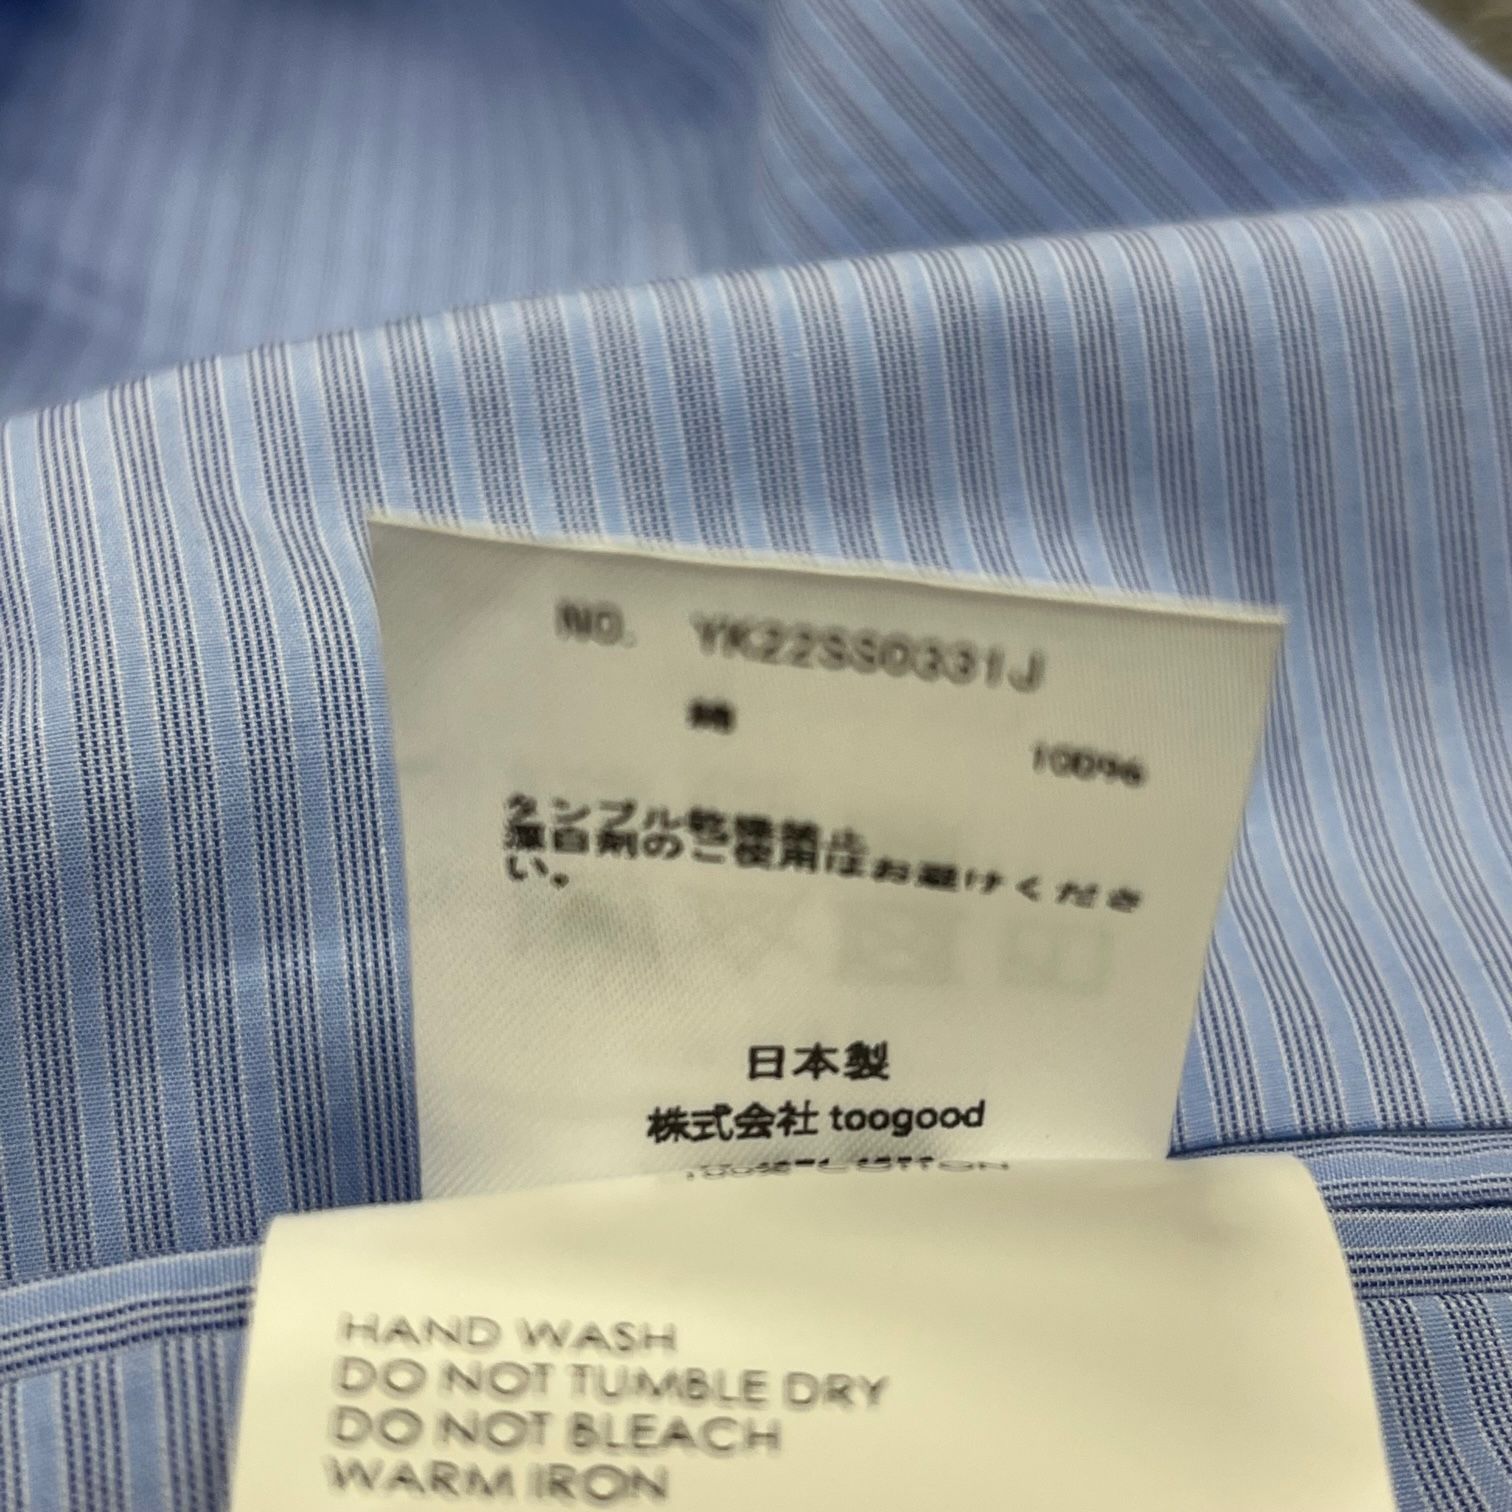 NO. YK22SS0331J
綿
100%
タンブル乾燥禁止
漂白剤のご使用はお避けくださ
い。
日本製
株式会社 toogood
HAND WASH
DO NOT TUMBLE DRY
DO NOT BLEACH
WARM IRON